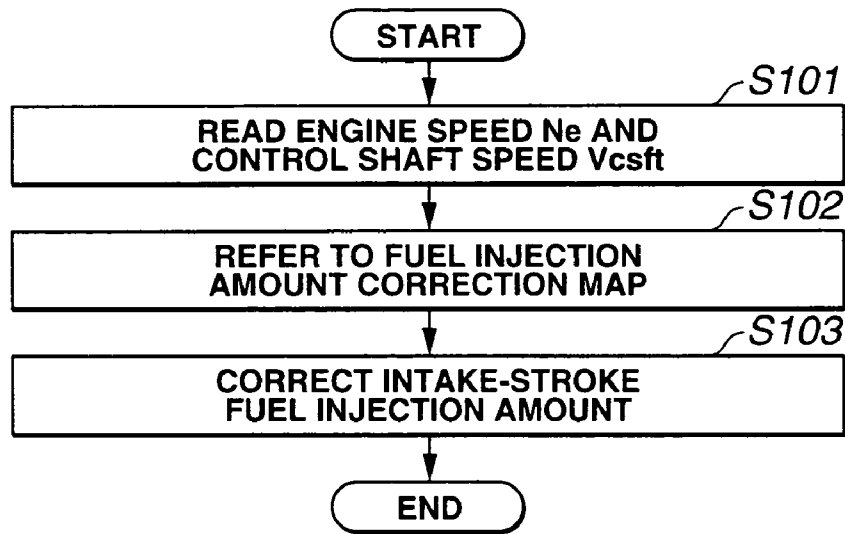 START
S101
READ ENGINE SPEED Ne AND
CONTROL SHAFT SPEED Vcsft
S102
REFER TO FUEL INJECTION
AMOUNT CORRECTION MAP
S103
CORRECT INTAKE-STROKE
FUEL INJECTION AMOUNT
END